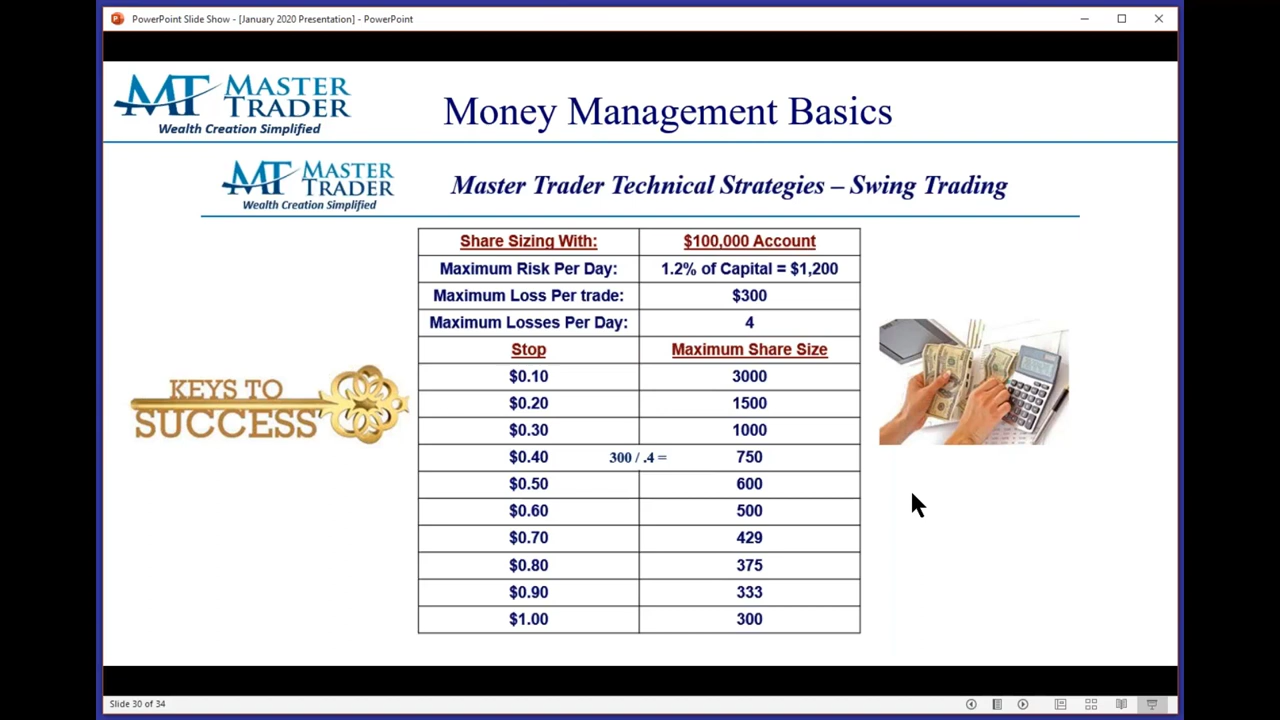 PowerPoint Slide Show - [January 2020 Presentation] - PowerPoint
MT MASTER TRADER
Wealth Creation Simplified
Money Management Basics
MT MASTER TRADER
Wealth Creation Simplified
Master Trader Technical Strategies – Swing Trading
Share Sizing With: $100,000 Account
Maximum Risk Per Day: 1.2% of Capital = $1,200
Maximum Loss Per trade: $300
Maximum Losses Per Day: 4
Stop Maximum Share Size
$0.10 3000
$0.20 1500
$0.30 1000
$0.40 300 / .4 = 750
$0.50 600
$0.60 500
$0.70 429
$0.80 375
$0.90 333
$1.00 300
KEYS TO
SUCCESS
Slide 30 of 34